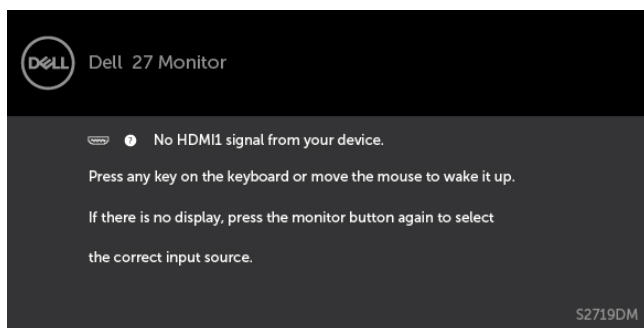 DELL
Dell 27 Monitor
? No HDMI1 signal from your device.
Press any key on the keyboard or move the mouse to wake it up.
If there is no display, press the monitor button again to select
the correct input source.
S2719DM